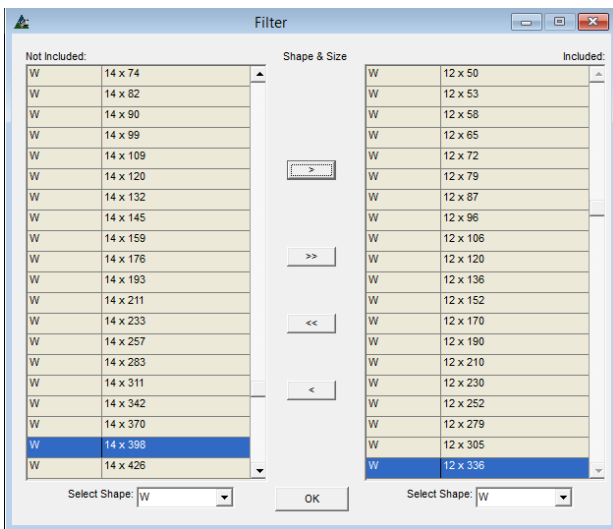 Filter
Not Included: Shape & Size Included:
W 14 x 74 W 12 x 50
W 14 x 82 W 12 x 53
W 14 x 90 W 12 x 58
W 14 x 99 W 12 x 65
W 14 x 109 W 12 x 72
W 14 x 120 > W 12 x 79
W 14 x 132 W 12 x 87
W 14 x 145 W 12 x 96
W 14 x 159 W 12 x 106
W 14 x 176 >> W 12 x 120
W 14 x 193 W 12 x 136
W 14 x 211 W 12 x 152
W 14 x 233 << W 12 x 170
W 14 x 257 W 12 x 190
W 14 x 283 W 12 x 210
W 14 x 311 < W 12 x 230
W 14 x 342 W 12 x 252
W 14 x 370 W 12 x 279
W 14 x 398 W 12 x 305
W 14 x 426 W 12 x 336
Select Shape: W OK Select Shape: W